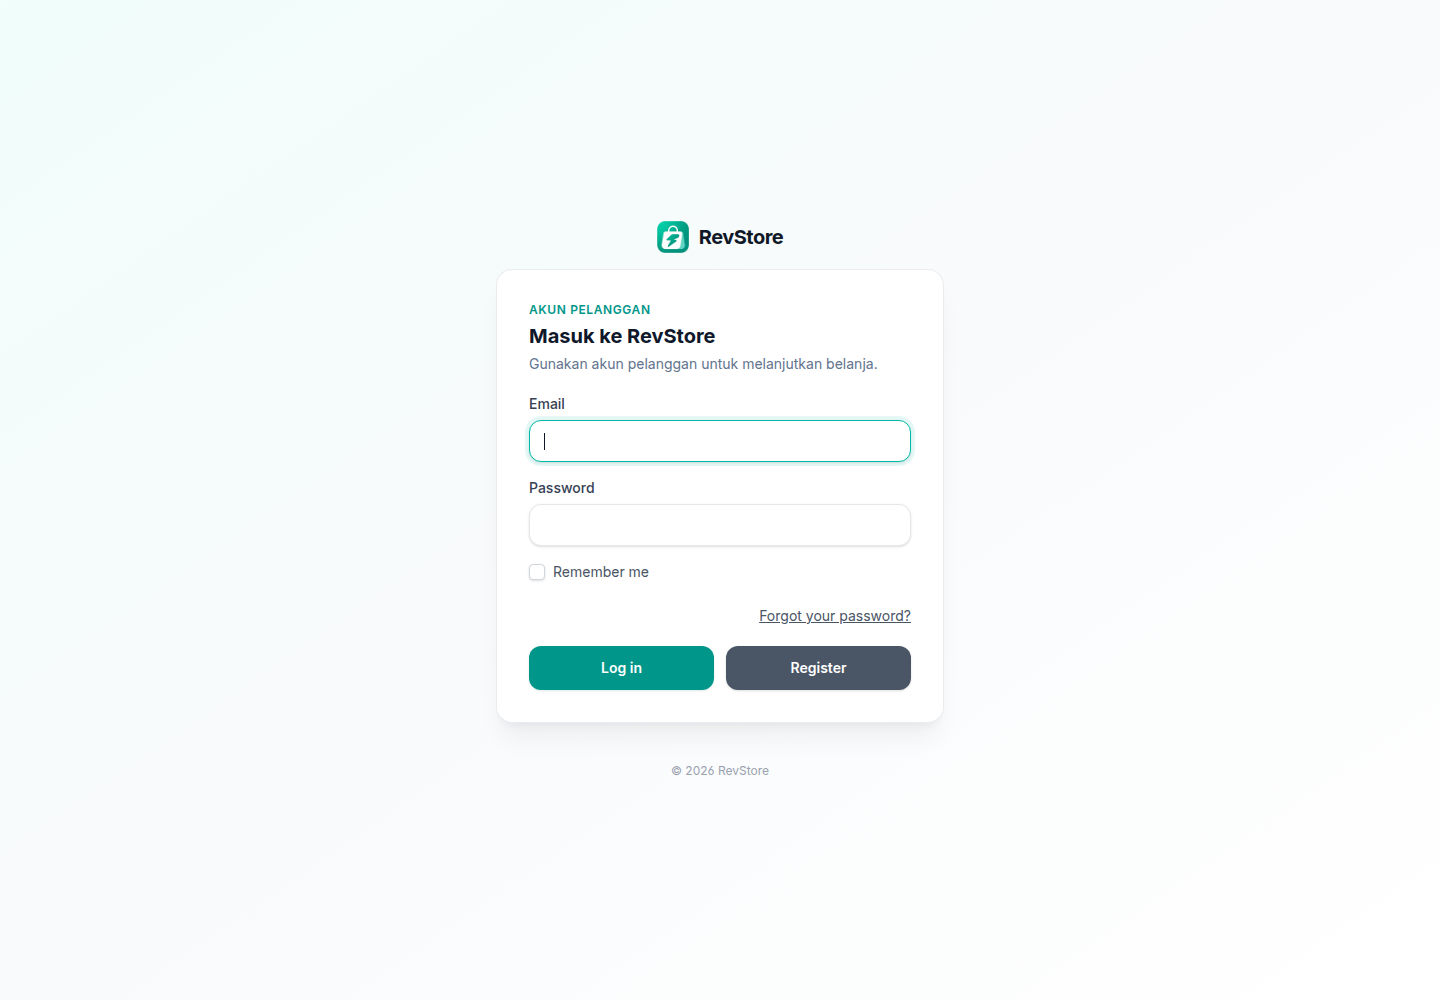 RevStore
AKUN PELANGGAN
Masuk ke RevStore
Gunakan akun pelanggan untuk melanjutkan belanja.
Email
Password
Remember me
Forgot your password?
Log in
Register
© 2026 RevStore